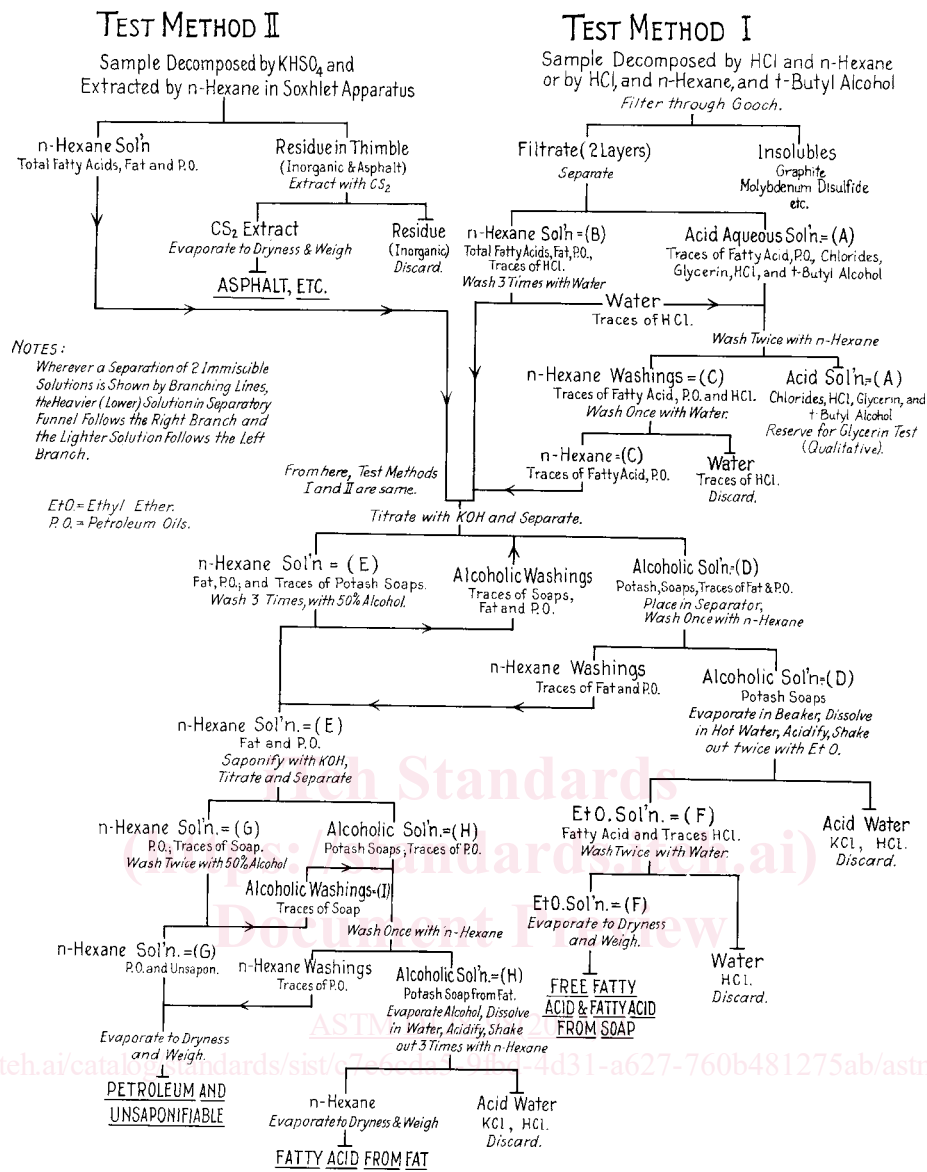 TEST METHOD II
Sample Decomposed by KHSO4 and
Extracted by n-Hexane in Soxhlet Apparatus
n-Hexane Sol'n
Total Fatty Acids, Fat and P.O.
Residue in Thimble
(Inorganic & Asphalt)
Extract with CS2
CS2 Extract
Evaporate to Dryness & Weigh
ASPHALT, ETC.
Residue
(Inorganic)
Discard.
TEST METHOD I
Sample Decomposed by HCl and n-Hexane
or by HCl, and n-Hexane, and t-Butyl Alcohol
Filter through Gooch.
Filtrate (2 Layers)
Separate
Insolubles
Graphite
Molybdenum Disulfide
etc.
n-Hexane Sol'n = (B)
Total Fatty Acids, Fat, P.O.,
Traces of HCl.
Wash 3 Times with Water
Acid Aqueous Sol'n. = (A)
Traces of Fatty Acid, P.O., Chlorides,
Glycerin, HCl, and t-Butyl Alcohol
Water
Traces of HCl.
Wash Twice with n-Hexane
n-Hexane Washings = (C)
Traces of Fatty Acid, P.O. and HCl.
Wash Once with Water.
Acid Sol'n. = (A)
Chlorides, HCl, Glycerin, and
t-Butyl Alcohol
Reserve for Glycerin Test
(Qualitative).
n-Hexane = (C)
Traces of Fatty Acid, P.O.
Water
Traces of HCl.
Discard.
NOTES:
Wherever a Separation of 2 Immiscible
Solutions is Shown by Branching Lines,
the Heavier (Lower) Solution in Separatory
Funnel Follows the Right Branch and
the Lighter Solution Follows the Left
Branch.
EtO. = Ethyl Ether.
P.O. = Petroleum Oils.
From here, Test Methods
I and II are same.
Titrate with KOH and Separate.
n-Hexane Sol'n = (E)
Fat, P.O.; and Traces of Potash Soaps.
Wash 3 Times, with 50% Alcohol.
Alcoholic Washings
Traces of Soaps,
Fat and P.O.
Alcoholic Sol'n. = (D)
Potash, Soaps, Traces of Fat & P.O.
Place in Separator,
Wash Once with n-Hexane
n-Hexane Washings
Traces of Fat and P.O.
Alcoholic Sol'n. = (D)
Potash Soaps
Evaporate in Beaker, Dissolve
in Hot Water, Acidify, Shake
out twice with EtO.
n-Hexane Sol'n. = (E)
Fat and P.O.
Saponify with KOH,
Titrate and Separate
EtO. Sol'n. = (F)
Fatty Acid and Traces HCl.
Wash Twice with Water.
Acid Water
KCl, HCl.
Discard.
n-Hexane Sol'n. = (G)
P.O.; Traces of Soap.
Wash Twice with 50% Alcohol
Alcoholic Sol'n. = (H)
Potash Soaps, Traces of P.O.
Alcoholic Washings = (I)
Traces of Soap
Wash Once with n-Hexane
EtO. Sol'n. = (F)
Evaporate to Dryness
and Weigh.
FREE FATTY
ACID & FATTY ACID
FROM SOAP
Water
HCl.
Discard.
n-Hexane Sol'n. = (G)
P.O. and Unsapon.
n-Hexane Washings
Traces of P.O.
Alcoholic Sol'n. = (H)
Potash Soap from Fat.
Evaporate Alcohol, Dissolve
in Water, Acidify, Shake
out 3 Times with n-Hexane
Evaporate to Dryness
and Weigh.
PETROLEUM AND
UNSAPONIFIABLE
n-Hexane
Evaporate to Dryness & Weigh
FATTY ACID FROM FAT
Acid Water
KCl, HCl.
Discard.
iTeh Standards
(https://standards.iteh.ai)
Document Preview
ASTM